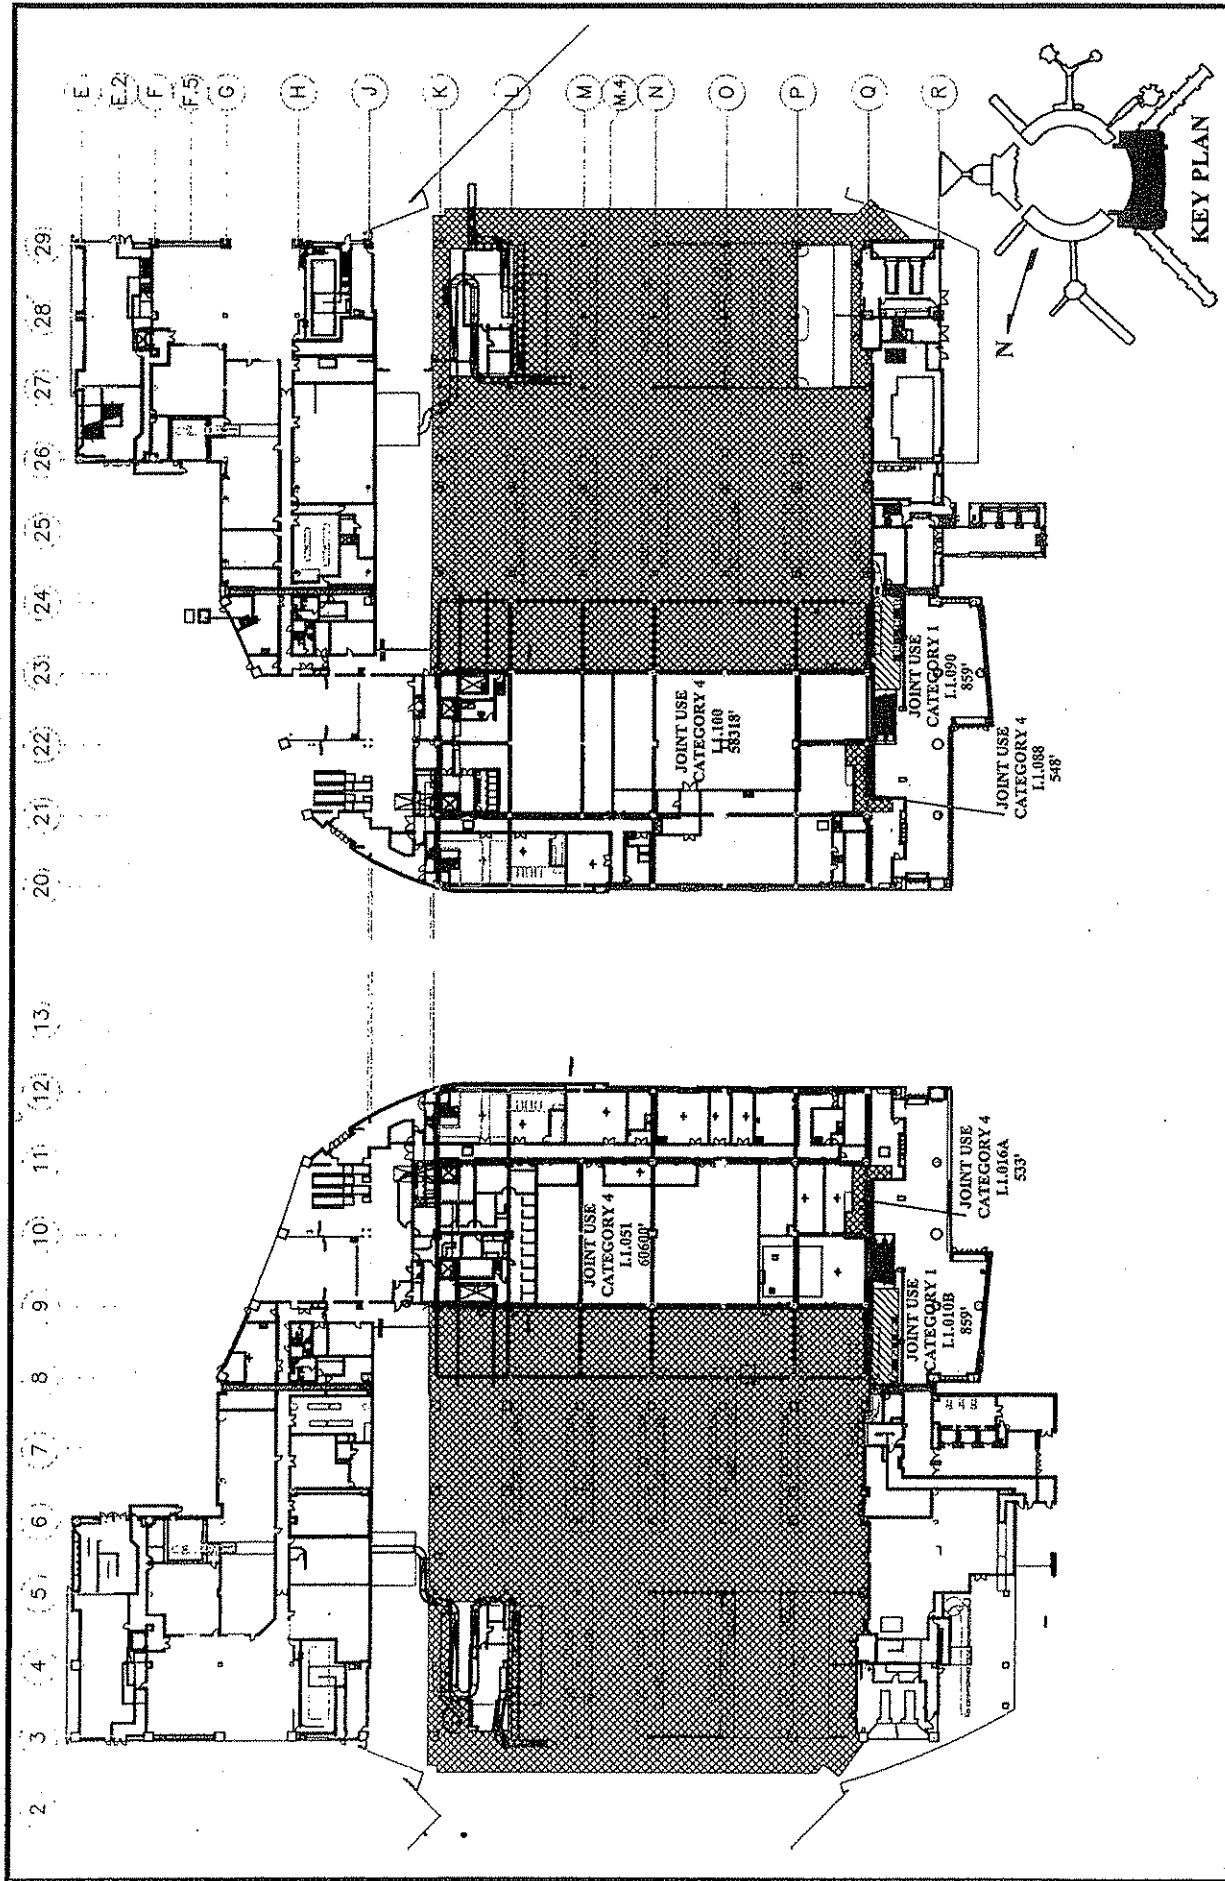 E
E.2
F
F.5
G
H
J
K
L
M
M.4
N
O
P
Q
R
29
28
27
26
25
24
23
22
21
20
13
12
11
10
9
8
7
6
5
4
3
2
JOINT USE
CATEGORY 4
L1.100
58318'
JOINT USE
CATEGORY 1
L1.090
859'
JOINT USE
CATEGORY 4
L1.088
548'
JOINT USE
CATEGORY 4
L1.051
60600'
JOINT USE
CATEGORY 4
L1.016A
533'
JOINT USE
CATEGORY 1
L1.010B
859'
N
KEY PLAN